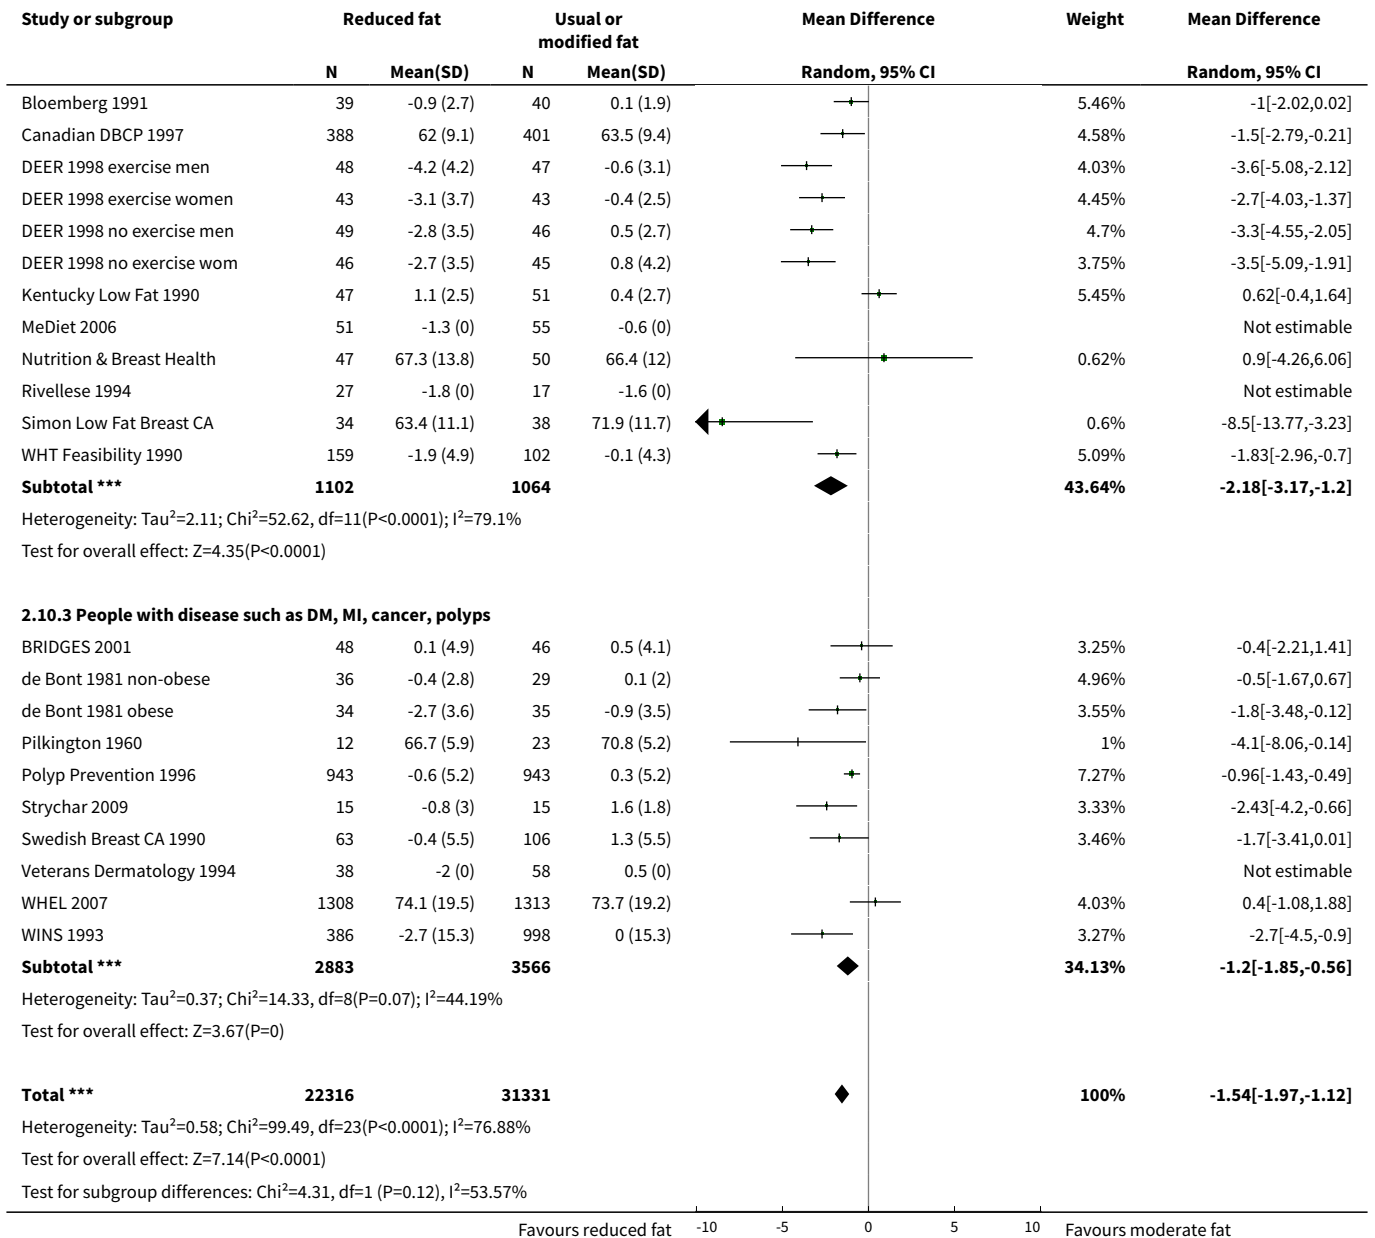 Study or subgroup Reduced fat Usual or Mean Difference Weight Mean Difference
modified fat
N Mean(SD) N Mean(SD) Random, 95% CI Random, 95% CI
Bloemberg 1991 39 -0.9 (2.7) 40 0.1 (1.9) 5.46% -1[-2.02,0.02]
Canadian DBCP 1997 388 62 (9.1) 401 63.5 (9.4) 4.58% -1.5[-2.79,-0.21]
DEER 1998 exercise men 48 -4.2 (4.2) 47 -0.6 (3.1) 4.03% -3.6[-5.08,-2.12]
DEER 1998 exercise women 43 -3.1 (3.7) 43 -0.4 (2.5) 4.45% -2.7[-4.03,-1.37]
DEER 1998 no exercise men 49 -2.8 (3.5) 46 0.5 (2.7) 4.7% -3.3[-4.55,-2.05]
DEER 1998 no exercise wom 46 -2.7 (3.5) 45 0.8 (4.2) 3.75% -3.5[-5.09,-1.91]
Kentucky Low Fat 1990 47 1.1 (2.5) 51 0.4 (2.7) 5.45% 0.62[-0.4,1.64]
MeDiet 2006 51 -1.3 (0) 55 -0.6 (0) Not estimable
Nutrition & Breast Health 47 67.3 (13.8) 50 66.4 (12) 0.62% 0.9[-4.26,6.06]
Rivellese 1994 27 -1.8 (0) 17 -1.6 (0) Not estimable
Simon Low Fat Breast CA 34 63.4 (11.1) 38 71.9 (11.7) 0.6% -8.5[-13.77,-3.23]
WHT Feasibility 1990 159 -1.9 (4.9) 102 -0.1 (4.3) 5.09% -1.83[-2.96,-0.7]
Subtotal *** 1102 1064 43.64% -2.18[-3.17,-1.2]
Heterogeneity: Tau²=2.11; Chi²=52.62, df=11(P<0.0001); I²=79.1%
Test for overall effect: Z=4.35(P<0.0001)
2.10.3 People with disease such as DM, MI, cancer, polyps
BRIDGES 2001 48 0.1 (4.9) 46 0.5 (4.1) 3.25% -0.4[-2.21,1.41]
de Bont 1981 non-obese 36 -0.4 (2.8) 29 0.1 (2) 4.96% -0.5[-1.67,0.67]
de Bont 1981 obese 34 -2.7 (3.6) 35 -0.9 (3.5) 3.55% -1.8[-3.48,-0.12]
Pilkington 1960 12 66.7 (5.9) 23 70.8 (5.2) 1% -4.1[-8.06,-0.14]
Polyp Prevention 1996 943 -0.6 (5.2) 943 0.3 (5.2) 7.27% -0.96[-1.43,-0.49]
Strychar 2009 15 -0.8 (3) 15 1.6 (1.8) 3.33% -2.43[-4.2,-0.66]
Swedish Breast CA 1990 63 -0.4 (5.5) 106 1.3 (5.5) 3.46% -1.7[-3.41,0.01]
Veterans Dermatology 1994 38 -2 (0) 58 0.5 (0) Not estimable
WHEL 2007 1308 74.1 (19.5) 1313 73.7 (19.2) 4.03% 0.4[-1.08,1.88]
WINS 1993 386 -2.7 (15.3) 998 0 (15.3) 3.27% -2.7[-4.5,-0.9]
Subtotal *** 2883 3566 34.13% -1.2[-1.85,-0.56]
Heterogeneity: Tau²=0.37; Chi²=14.33, df=8(P=0.07); I²=44.19%
Test for overall effect: Z=3.67(P=0)
Total *** 22316 31331 100% -1.54[-1.97,-1.12]
Heterogeneity: Tau²=0.58; Chi²=99.49, df=23(P<0.0001); I²=76.88%
Test for overall effect: Z=7.14(P<0.0001)
Test for subgroup differences: Chi²=4.31, df=1 (P=0.12), I²=53.57%
Favours reduced fat -10 -5 0 5 10 Favours moderate fat